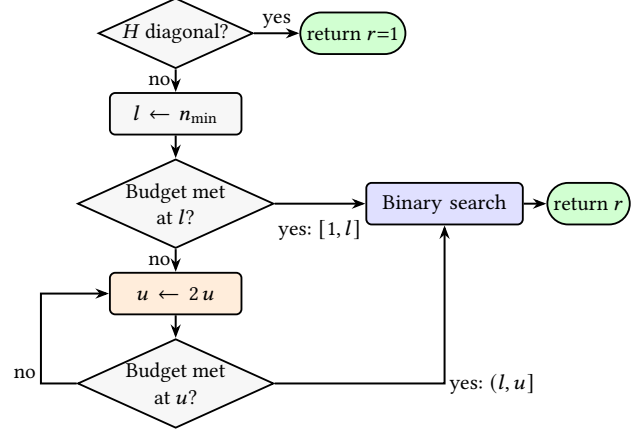 H diagonal?
yes
return r=1
no
l ← n_min
Budget met
at l?
yes: [1, l]
Binary search
return r
no
u ← 2 u
Budget met
at u?
no
yes: (l, u]